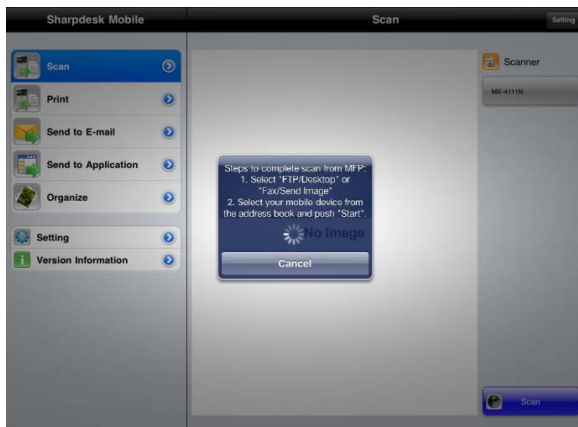 Sharpdesk Mobile
Scan
Setting
Scan
Print
Send to E-mail
Send to Application
Organize
Setting
Version Information
Scanner
MX-4111N
Steps to complete scan from MFP:
1. Select "FTP/Desktop" or
"Fax/Send Image"
2. Select your mobile device from
the address book and push "Start".
No Image
Cancel
Scan